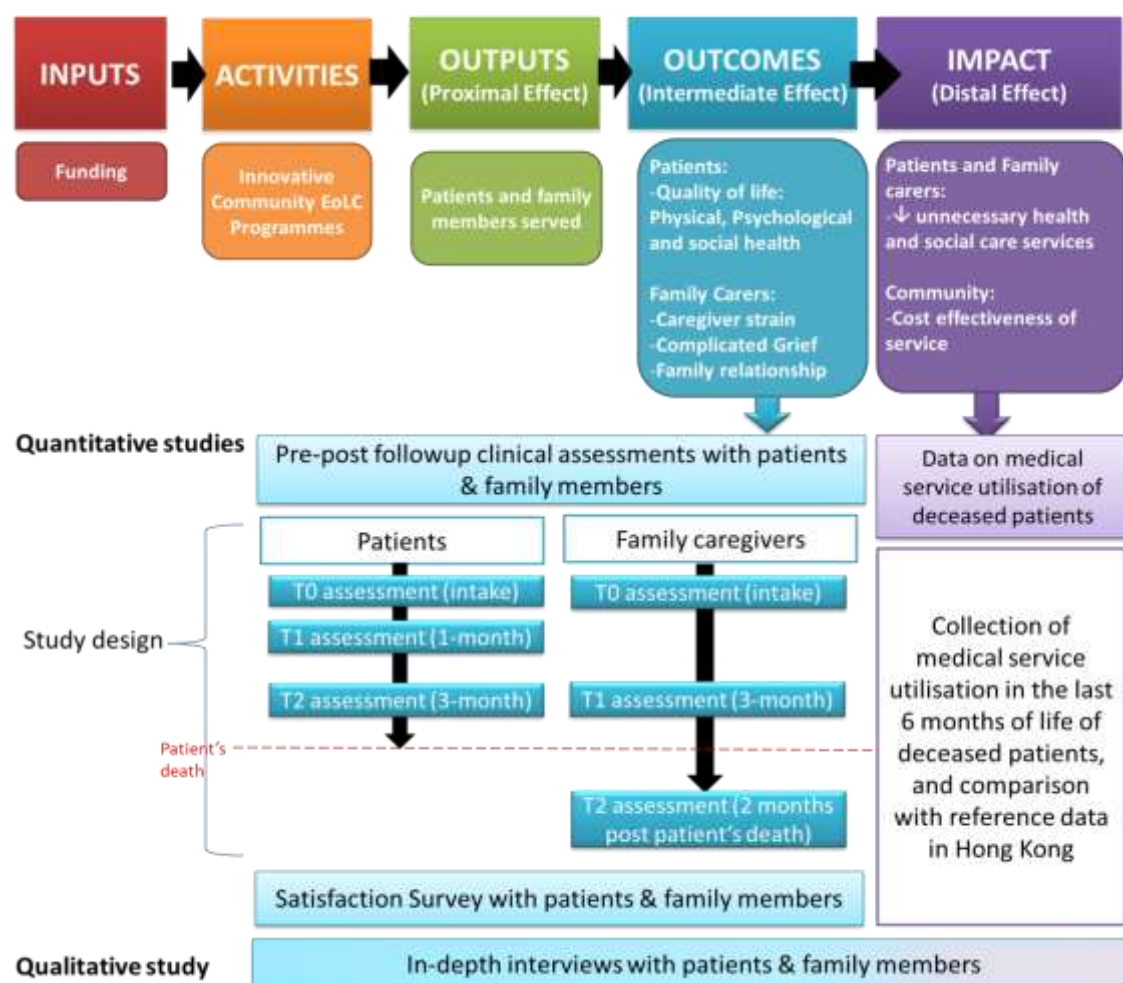 INPUTS
ACTIVITIES
OUTPUTS
(Proximal Effect)
OUTCOMES
(Intermediate Effect)
IMPACT
(Distal Effect)
Funding
Innovative
Community EoLC
Programmes
Patients and family
members served
Patients:
-Quality of life:
Physical, Psychological
and social health
Family Carers:
-Caregiver strain
-Complicated Grief
-Family relationship
Patients and Family
carers:
-↓ unnecessary health
and social care services
Community:
-Cost effectiveness of
service
Quantitative studies
Pre-post followup clinical assessments with patients
& family members
Data on medical
service utilisation of
deceased patients
Study design
Patients
T0 assessment (intake)
T1 assessment (1-month)
T2 assessment (3-month)
Family caregivers
T0 assessment (intake)
T1 assessment (3-month)
Patient's
death
T2 assessment (2 months
post patient's death)
Collection of
medical service
utilisation in the last
6 months of life of
deceased patients,
and comparison
with reference data
in Hong Kong
Satisfaction Survey with patients & family members
Qualitative study
In-depth interviews with patients & family members